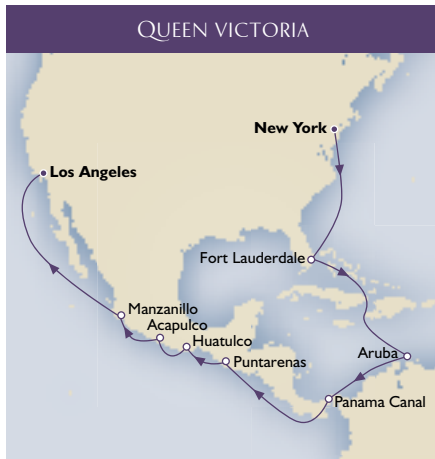 QUEEN VICTORIA
New York
Los Angeles
Fort Lauderdale
Manzanillo
Acapulco
Huatulco
Puntarenas
Aruba
Panama Canal